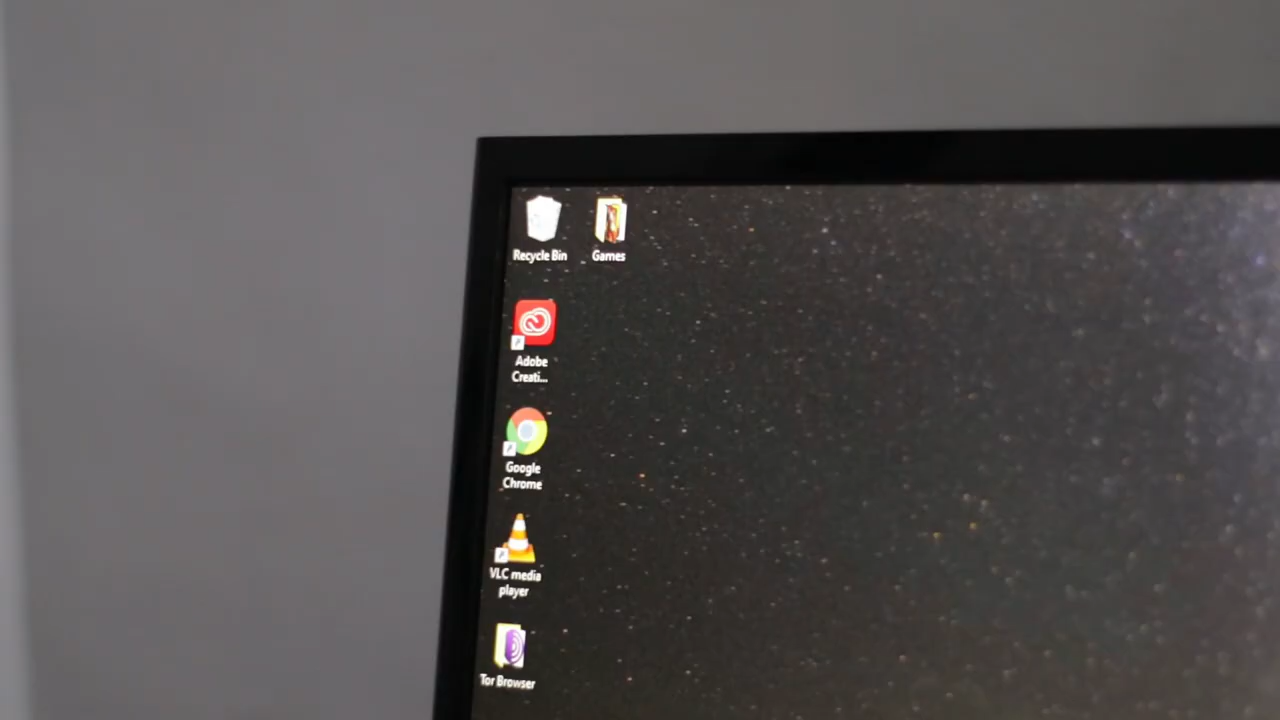 Recycle Bin
Games
Adobe
Creati...
Google
Chrome
VLC media
player
Tor Browser